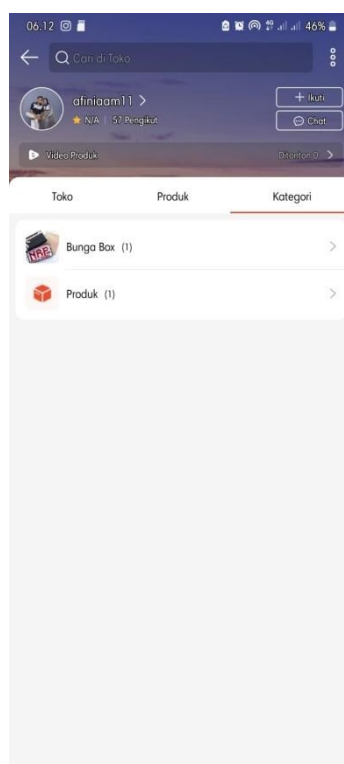 06.12 46%
Cari di Toko
afiniaam11 >
N/A | 57 Pengikut
+ Ikuti
Chat
Video Produk Ditonton 0 >
Toko Produk Kategori
Bunga Box (1)
Produk (1)